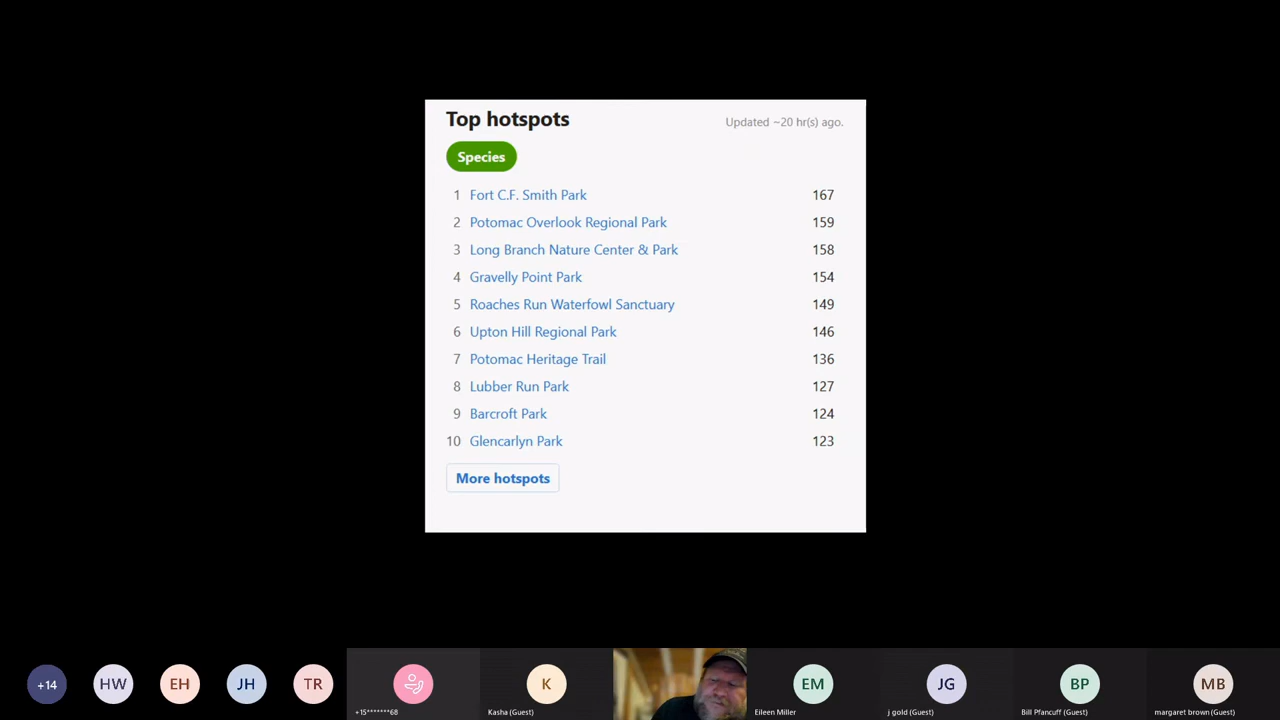 Top hotspots
Updated ~20 hr(s) ago.
Species
1 Fort C.F. Smith Park 167
2 Potomac Overlook Regional Park 159
3 Long Branch Nature Center & Park 158
4 Gravelly Point Park 154
5 Roaches Run Waterfowl Sanctuary 149
6 Upton Hill Regional Park 146
7 Potomac Heritage Trail 136
8 Lubber Run Park 127
9 Barcroft Park 124
10 Glencarlyn Park 123
More hotspots
+14 HW EH JH TR K EM JG BP MB
+15*******68 Kasha (Guest) Eileen Miller j gold (Guest) Bill Pfancuff (Guest) margaret brown (Guest)